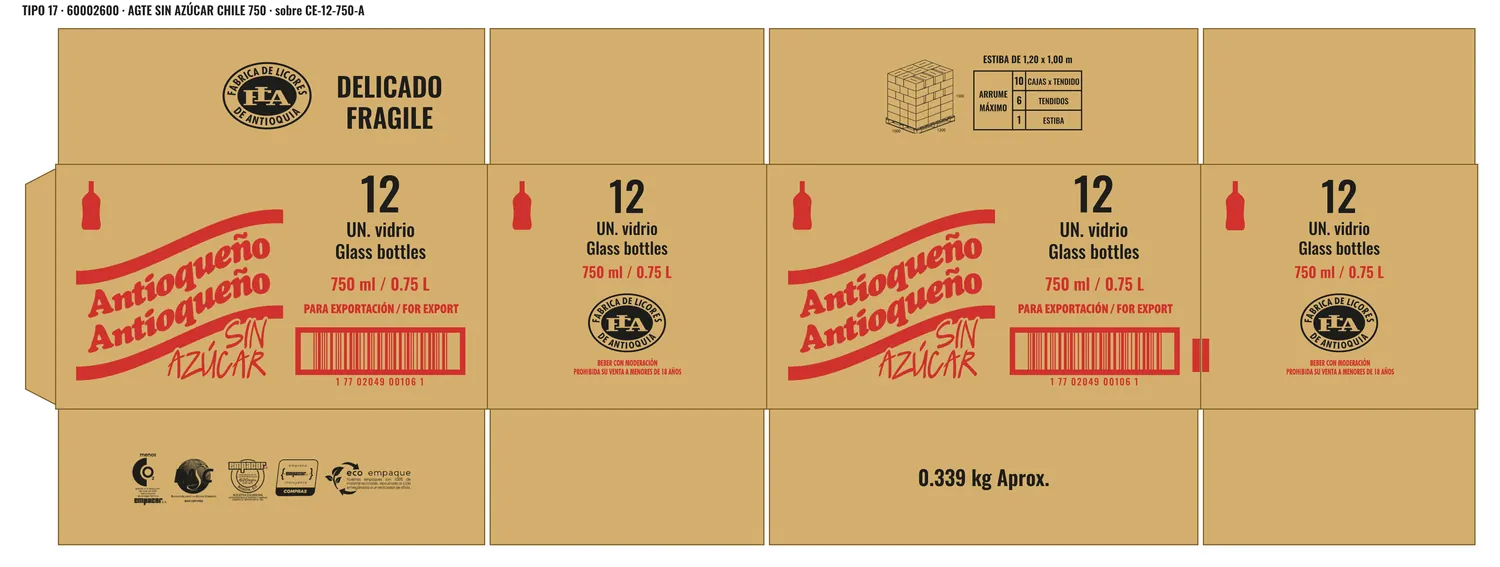 TIPO 17 · 60002600 · AGTE SIN AZÚCAR CHILE 750 · sobre CE-12-750-A
FABRICA DE LICORES
FLA
DE ANTIOQUIA
DELICADO
FRAGILE
ESTIBA DE 1,20 x 1,00 m
ARRUME
MÁXIMO
10 CAJAS x TENDIDO
6 TENDIDOS
1 ESTIBA
Antioqueño
Antioqueño
SIN
AZÚCAR
12
UN. vidrio
Glass bottles
750 ml / 0.75 L
PARA EXPORTACIÓN / FOR EXPORT
1 77 02049 00106 1
12
UN. vidrio
Glass bottles
750 ml / 0.75 L
FABRICA DE LICORES
FLA
DE ANTIOQUIA
BEBER CON MODERACIÓN
PROHIBIDA SU VENTA A MENORES DE 18 AÑOS
Antioqueño
Antioqueño
SIN
AZÚCAR
12
UN. vidrio
Glass bottles
750 ml / 0.75 L
PARA EXPORTACIÓN / FOR EXPORT
1 77 02049 00106 1
12
UN. vidrio
Glass bottles
750 ml / 0.75 L
FABRICA DE LICORES
FLA
DE ANTIOQUIA
BEBER CON MODERACIÓN
PROHIBIDA SU VENTA A MENORES DE 18 AÑOS
menos
empacor
empacor
empacor
COMPRAS
eco empaque
0.339 kg Aprox.